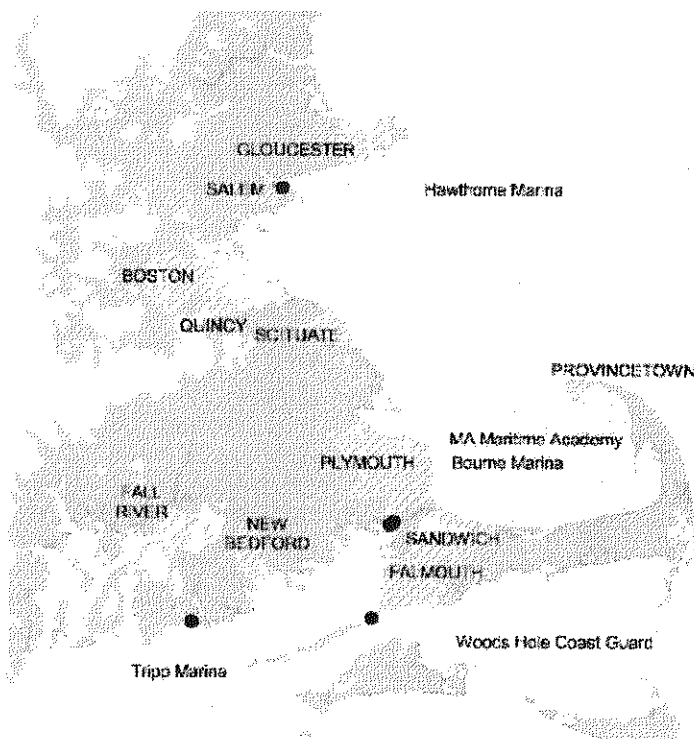 GLOUCESTER
SALEM
Hawthorne Marina
BOSTON
QUINCY
SCITUATE
PROVINCETOWN
MA Maritime Academy
PLYMOUTH
Bourne Marina
FALL
RIVER
NEW
BEDFORD
SANDWICH
FALMOUTH
Woods Hole Coast Guard
Tripp Marina